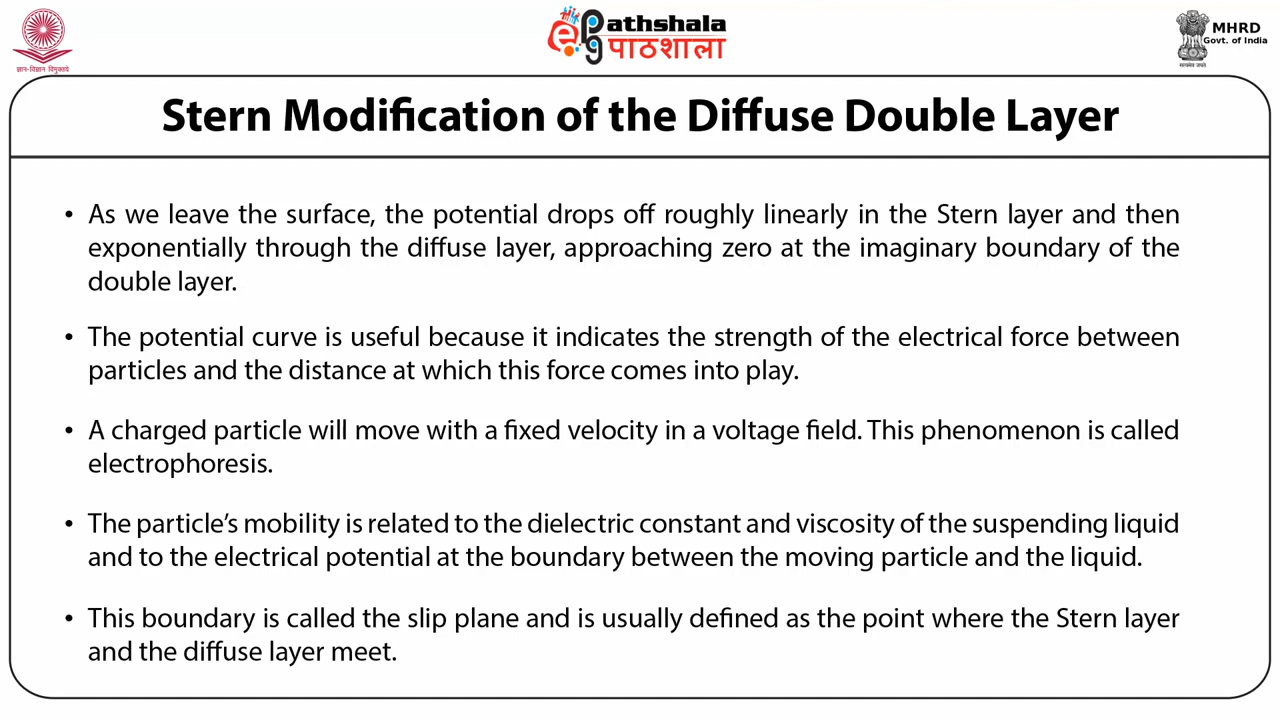 ज्ञान-विज्ञान विमुक्तये
epg
athshala
पाठशाला
सत्यमेव जयते
MHRD
Govt. of India
Stern Modification of the Diffuse Double Layer
• As we leave the surface, the potential drops off roughly linearly in the Stern layer and then
exponentially through the diffuse layer, approaching zero at the imaginary boundary of the
double layer.
• The potential curve is useful because it indicates the strength of the electrical force between
particles and the distance at which this force comes into play.
• A charged particle will move with a fixed velocity in a voltage field. This phenomenon is called
electrophoresis.
• The particle’s mobility is related to the dielectric constant and viscosity of the suspending liquid
and to the electrical potential at the boundary between the moving particle and the liquid.
• This boundary is called the slip plane and is usually defined as the point where the Stern layer
and the diffuse layer meet.